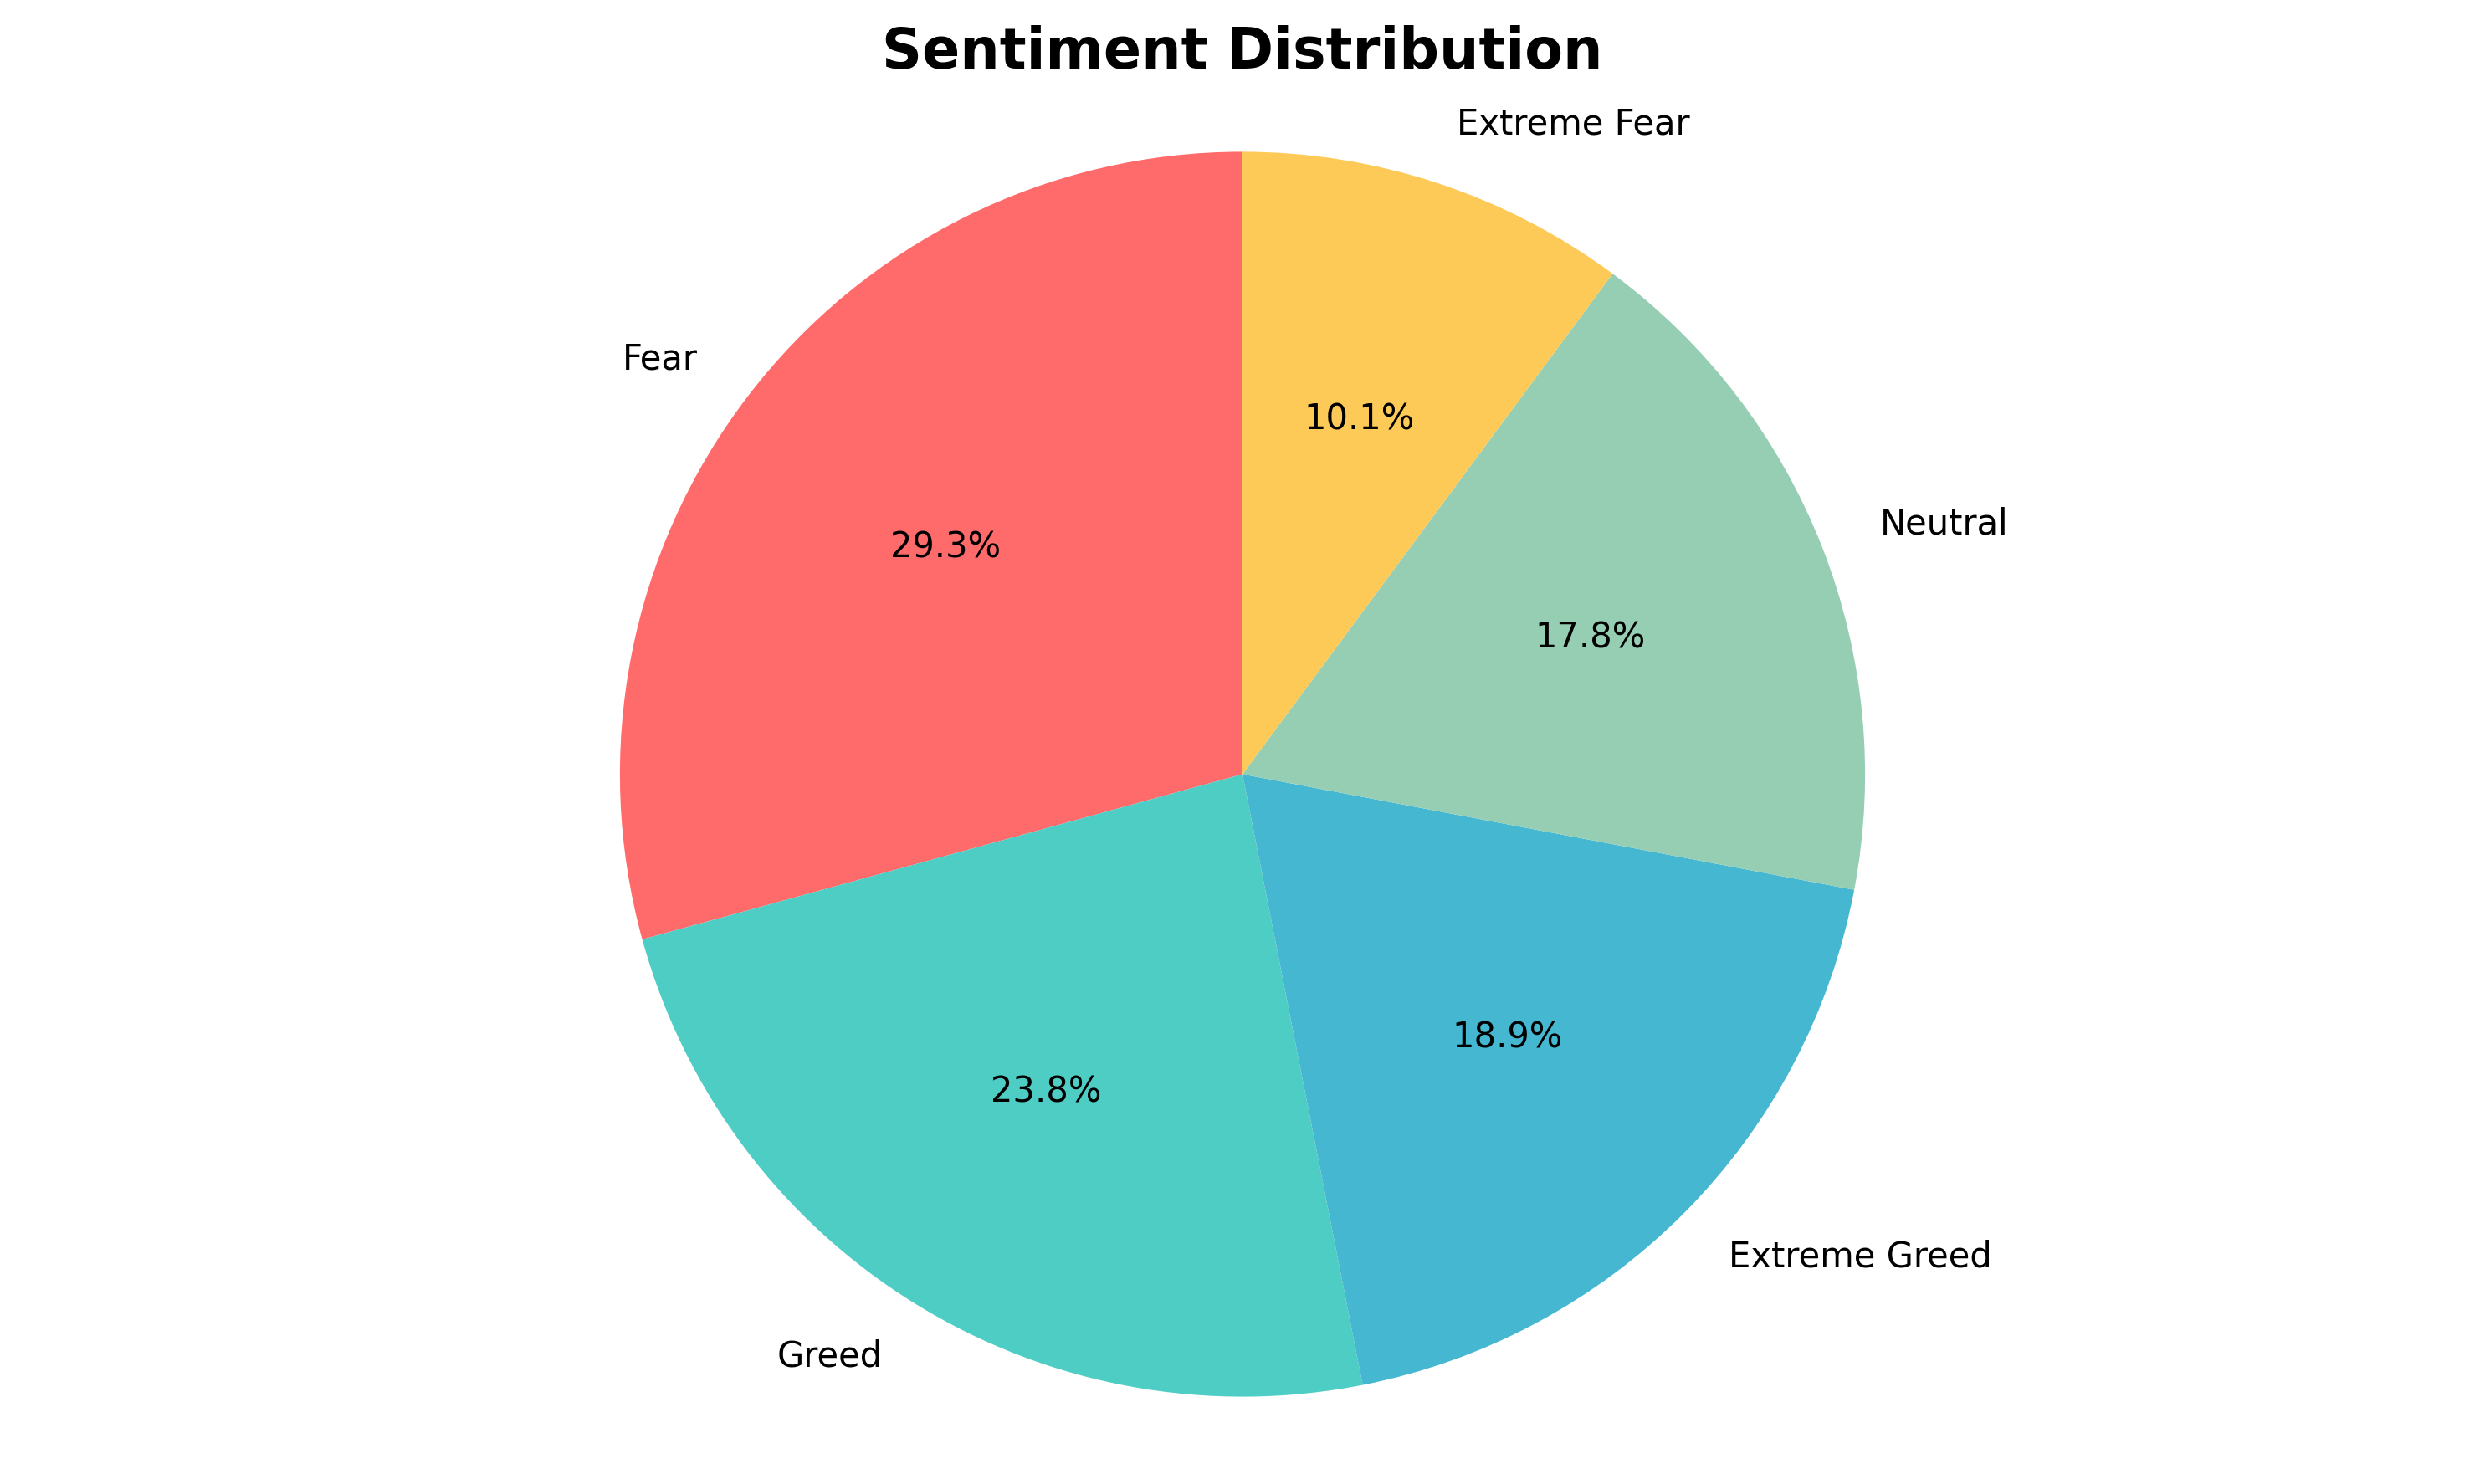 Sentiment Distribution
Extreme Fear
Fear
10.1%
Neutral
29.3%
17.8%
18.9%
23.8%
Extreme Greed
Greed